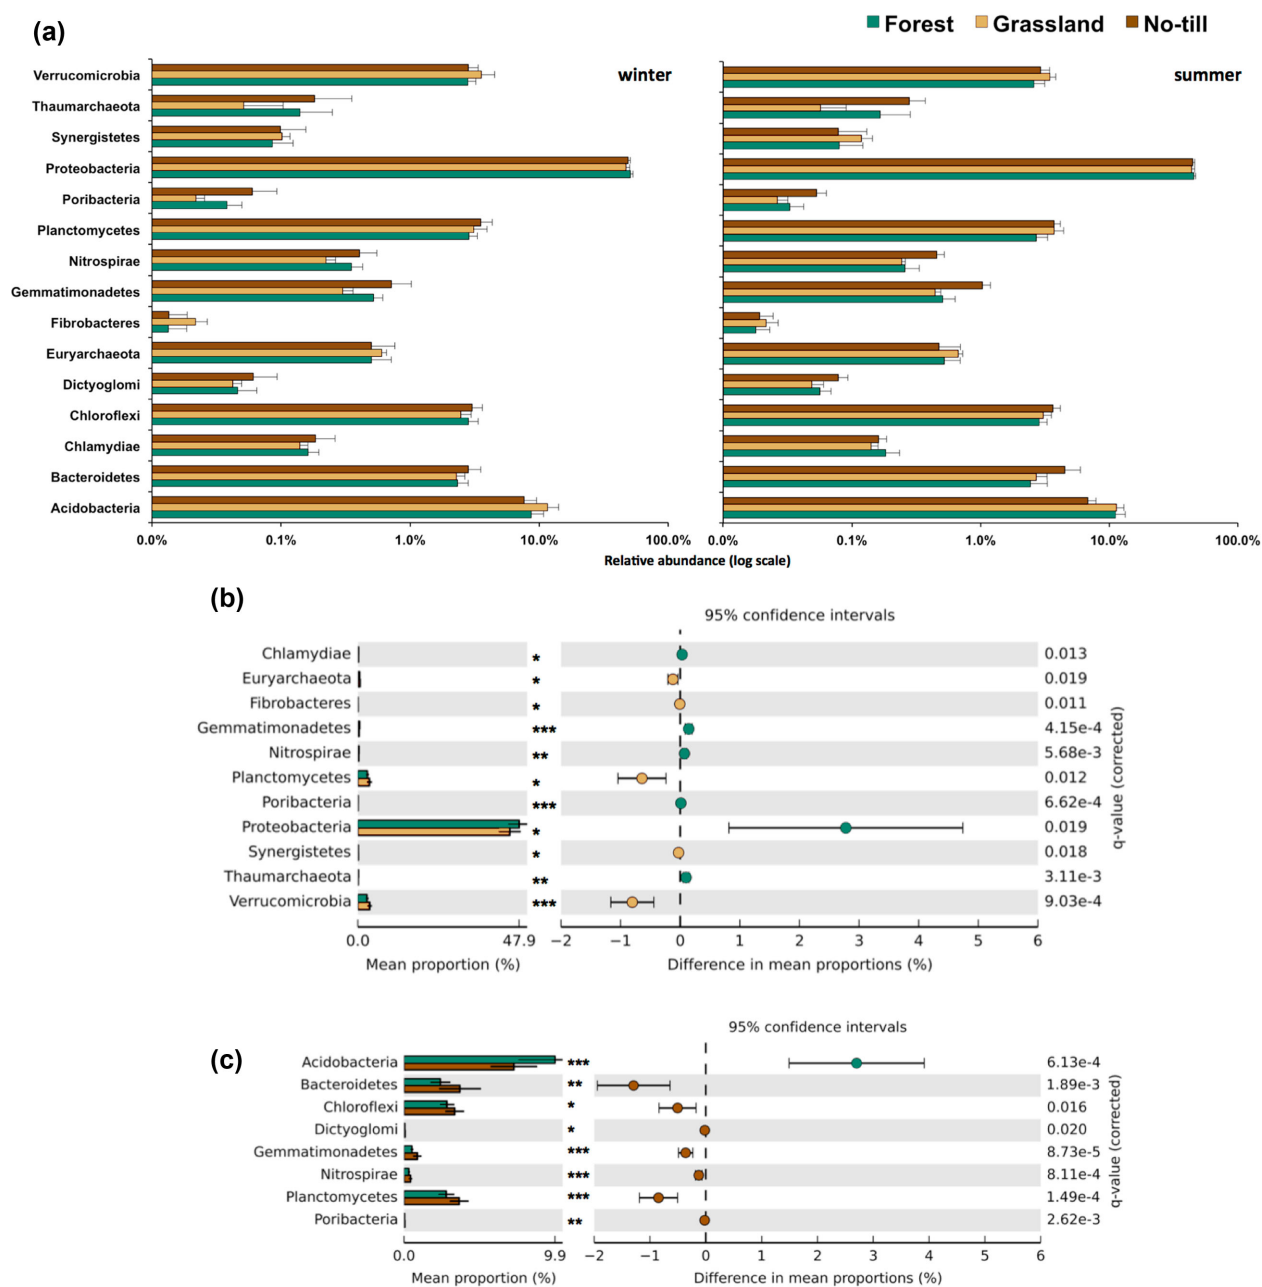 (a)
Forest Grassland No-till
winter
summer
Verrucomicrobia
Thaumarchaeota
Synergistetes
Proteobacteria
Poribacteria
Planctomycetes
Nitrospirae
Gemmatimonadetes
Fibrobacteres
Euryarchaeota
Dictyoglomi
Chloroflexi
Chlamydiae
Bacteroidetes
Acidobacteria
0.0% 0.1% 1.0% 10.0% 100.0%
0.0% 0.1% 1.0% 10.0% 100.0%
Relative abundance (log scale)
(b)
95% confidence intervals
Chlamydiae * 0.013
Euryarchaeota * 0.019
Fibrobacteres * 0.011
Gemmatimonadetes *** 4.15e-4
Nitrospirae ** 5.68e-3
Planctomycetes * 0.012
Poribacteria *** 6.62e-4
Proteobacteria * 0.019
Synergistetes * 0.018
Thaumarchaeota ** 3.11e-3
Verrucomicrobia *** 9.03e-4
q-value (corrected)
0.0 47.9 −2 −1 0 1 2 3 4 5 6
Mean proportion (%) Difference in mean proportions (%)
(c)
95% confidence intervals
Acidobacteria *** 6.13e-4
Bacteroidetes ** 1.89e-3
Chloroflexi * 0.016
Dictyoglomi * 0.020
Gemmatimonadetes *** 8.73e-5
Nitrospirae *** 8.11e-4
Planctomycetes *** 1.49e-4
Poribacteria ** 2.62e-3
q-value (corrected)
0.0 9.9 −2 −1 0 1 2 3 4 5 6
Mean proportion (%) Difference in mean proportions (%)